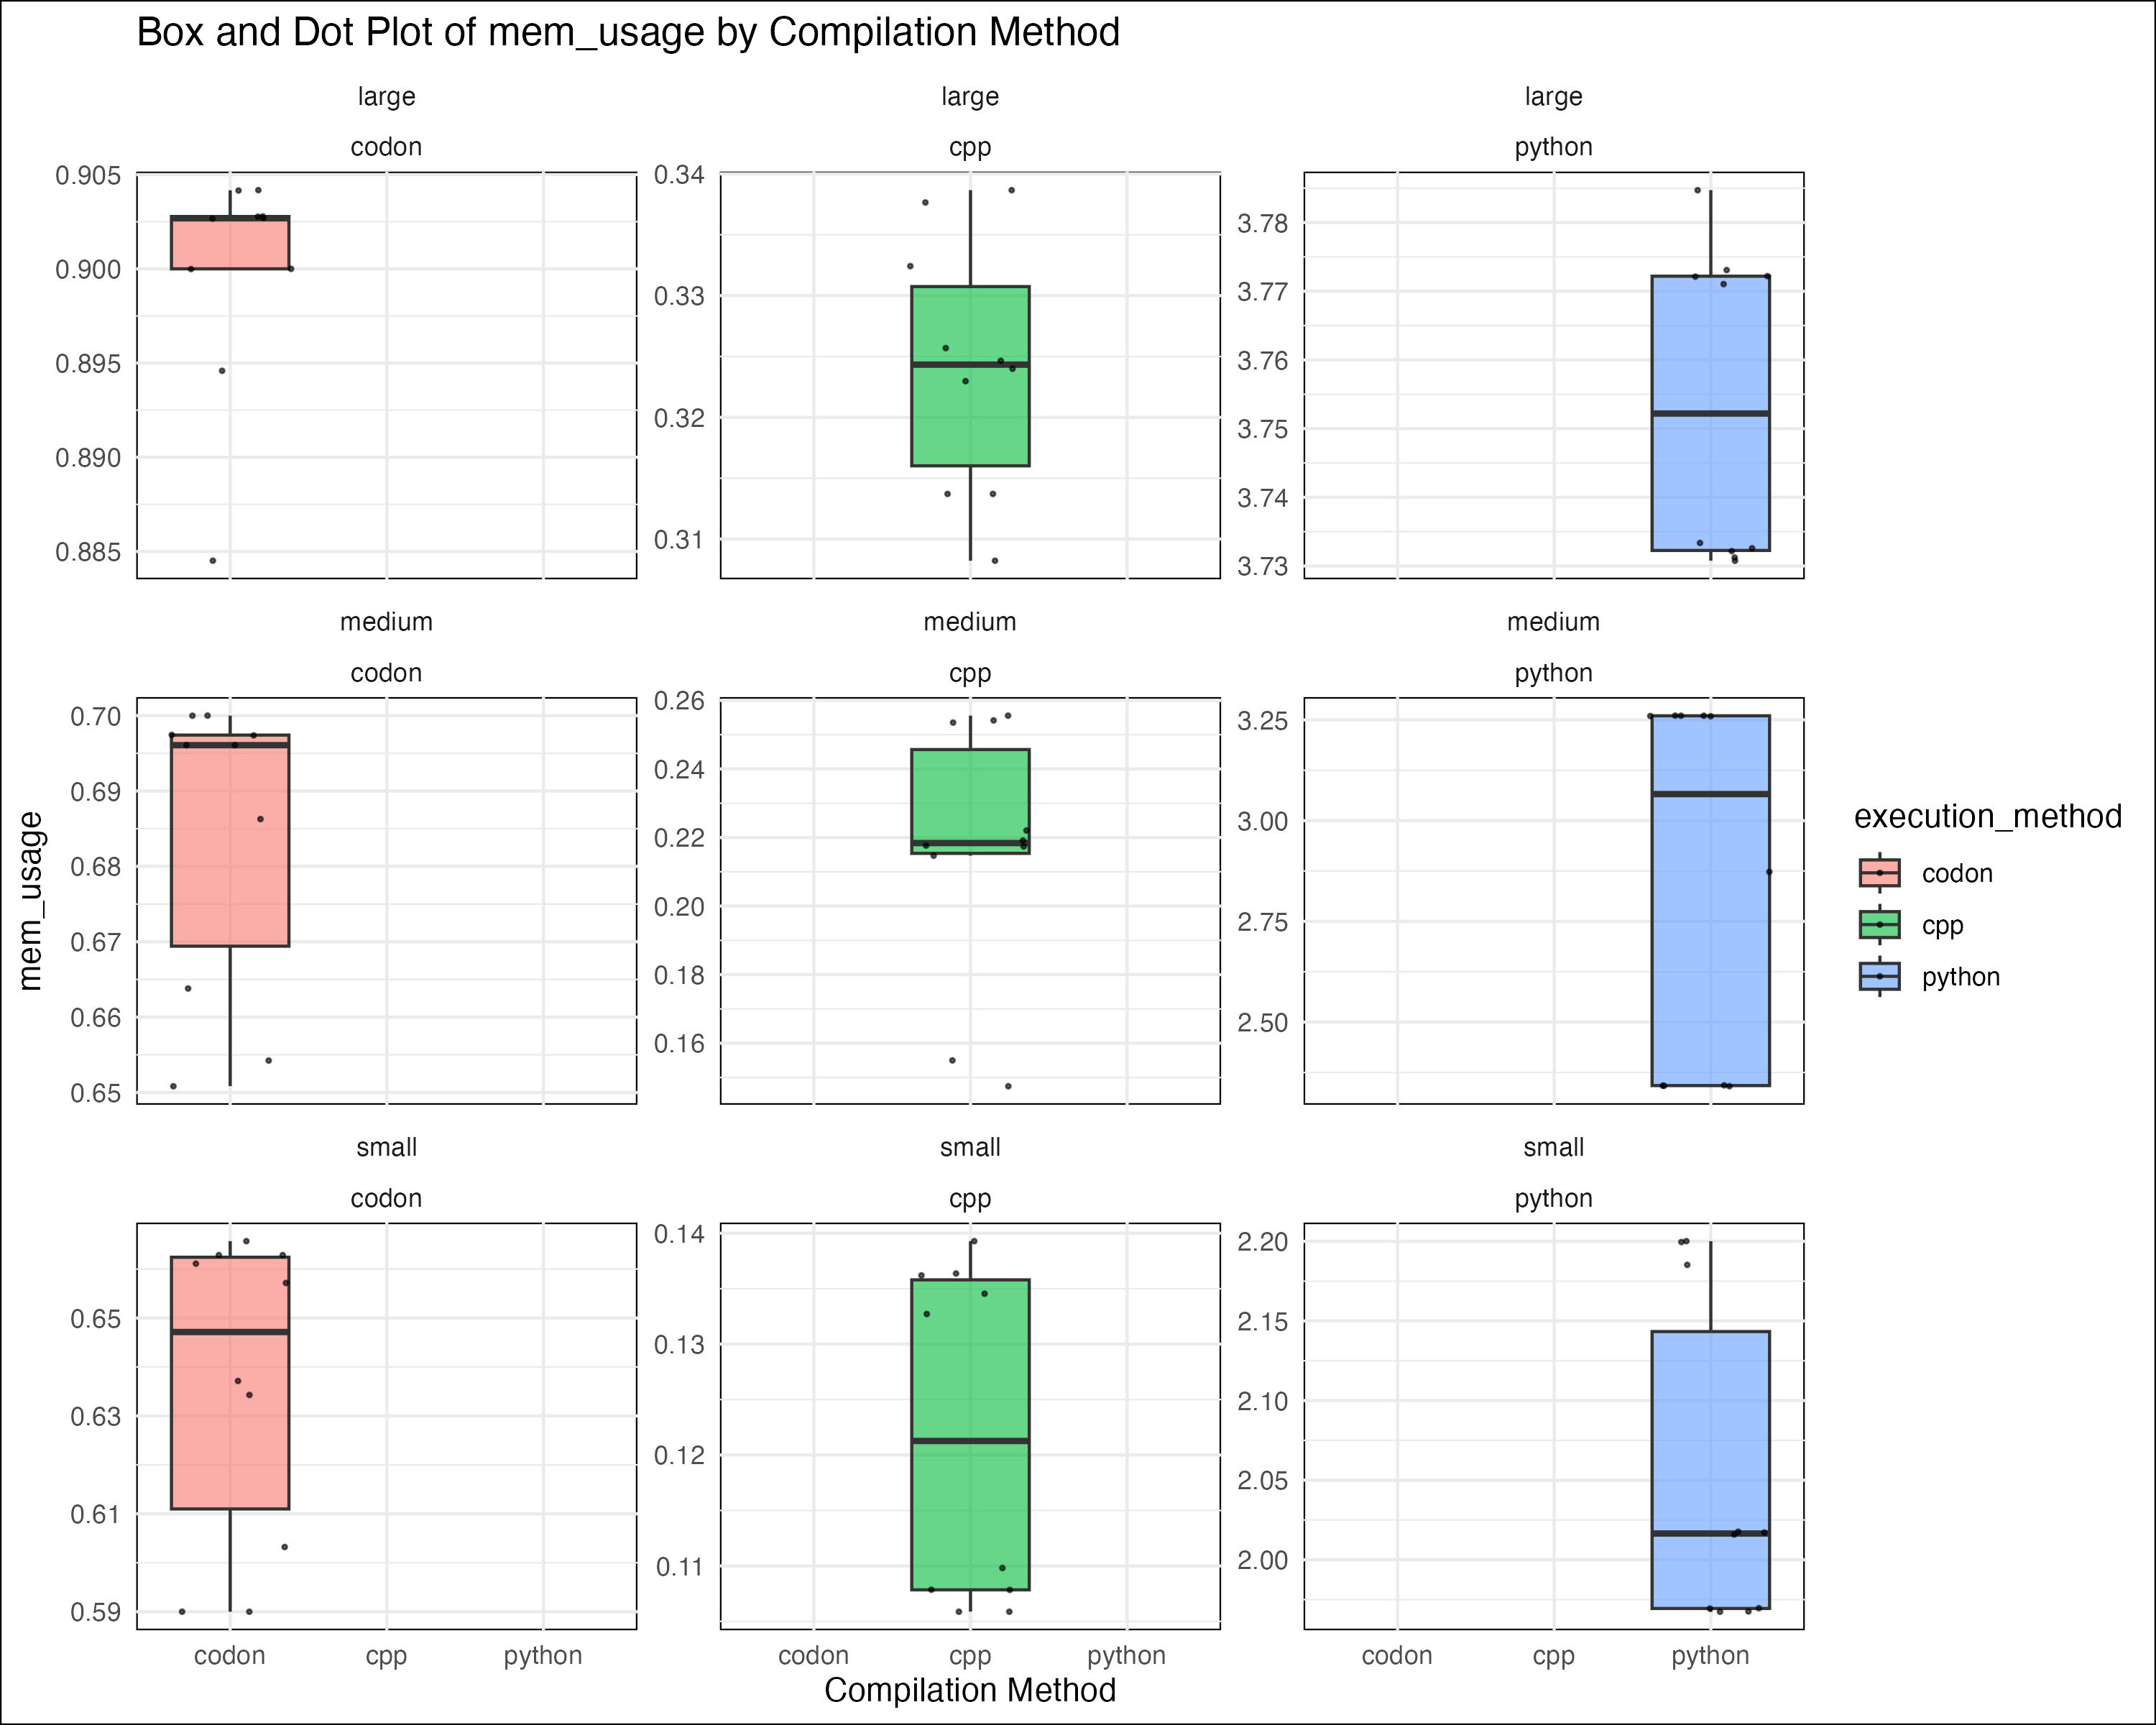 Box and Dot Plot of mem_usage by Compilation Method
large
codon
large
cpp
large
python
0.905
0.900
0.895
0.890
0.885
0.34
0.33
0.32
0.31
3.78
3.77
3.76
3.75
3.74
3.73
medium
codon
medium
cpp
medium
python
0.70
0.69
0.68
0.67
0.66
0.65
0.26
0.24
0.22
0.20
0.18
0.16
3.25
3.00
2.75
2.50
small
codon
small
cpp
small
python
0.65
0.63
0.61
0.59
0.14
0.13
0.12
0.11
2.20
2.15
2.10
2.05
2.00
codon cpp python
codon cpp python
codon cpp python
Compilation Method
mem_usage
execution_method
codon
cpp
python